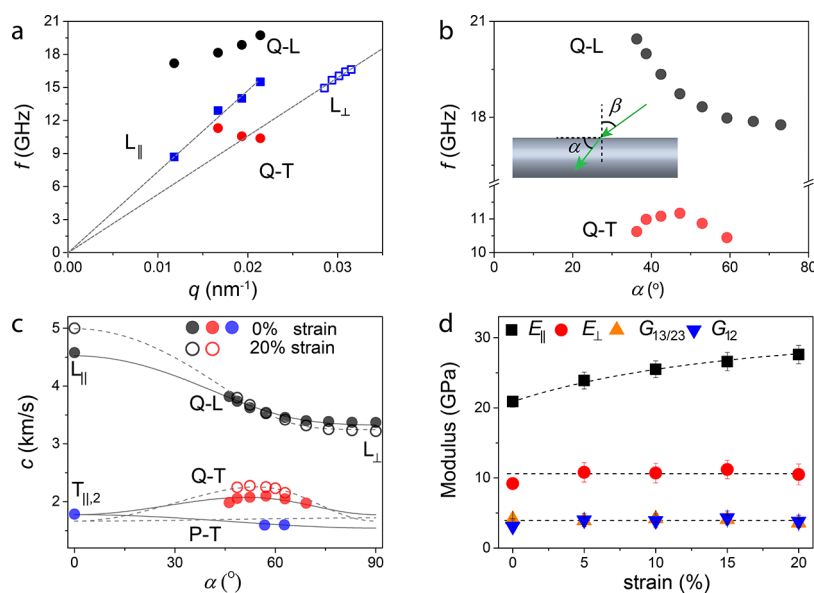 a
f (GHz)
21
18
15
12
9
6
3
0
Q-L
L∥
L⊥
Q-T
0.00
0.01
0.02
0.03
q (nm⁻¹)
b
f (GHz)
21
18
11
10
Q-L
β
α
Q-T
0
20
40
60
80
α (°)
c
c (km/s)
5
4
3
2
1
0% strain
20% strain
L∥
Q-L
L⊥
Q-T
T∥,2
P-T
0
30
60
90
α (°)
d
Modulus (GPa)
30
20
10
0
E∥ E⊥ G13/23 G12
0
5
10
15
20
strain (%)